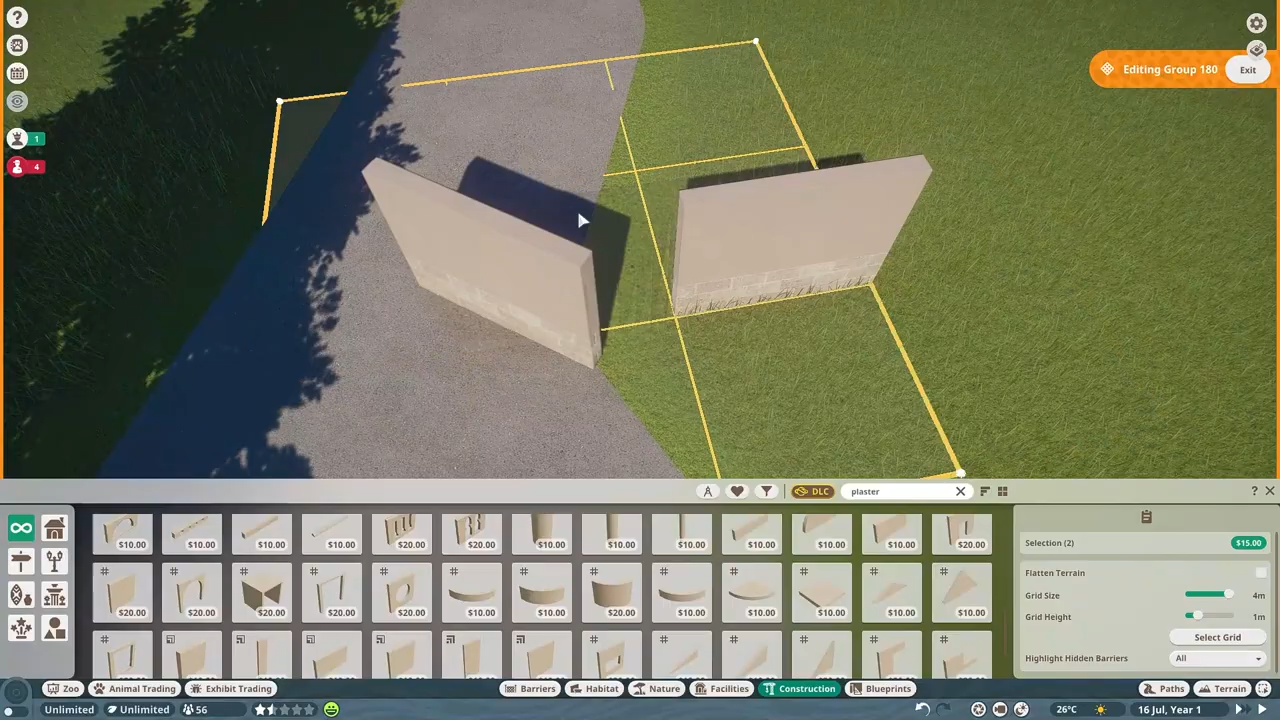 ?
Editing Group 180
Exit
1
4
DLC
plaster
?
$10.00 $10.00 $10.00 $10.00 $20.00 $20.00 $10.00 $10.00 $10.00 $10.00 $10.00 $10.00 $20.00
Selection (2)
$15.00
Flatten Terrain
$20.00 $20.00 $20.00 $20.00 $20.00 $10.00 $10.00 $20.00 $10.00 $10.00 $10.00 $10.00 $10.00
Grid Size
4m
Grid Height
1m
Select Grid
Highlight Hidden Barriers
All
Zoo
Animal Trading
Exhibit Trading
Barriers
Habitat
Nature
Facilities
Construction
Blueprints
Paths
Terrain
Unlimited
Unlimited
56
26°C
16 Jul, Year 1